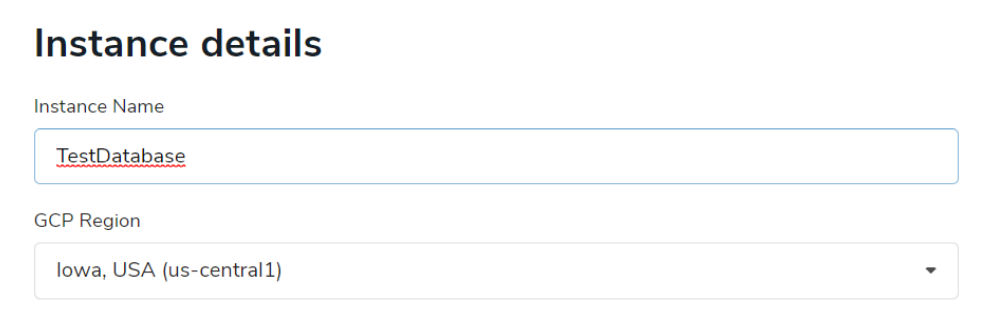 Instance details
Instance Name
TestDatabase
GCP Region
Iowa, USA (us-central1)